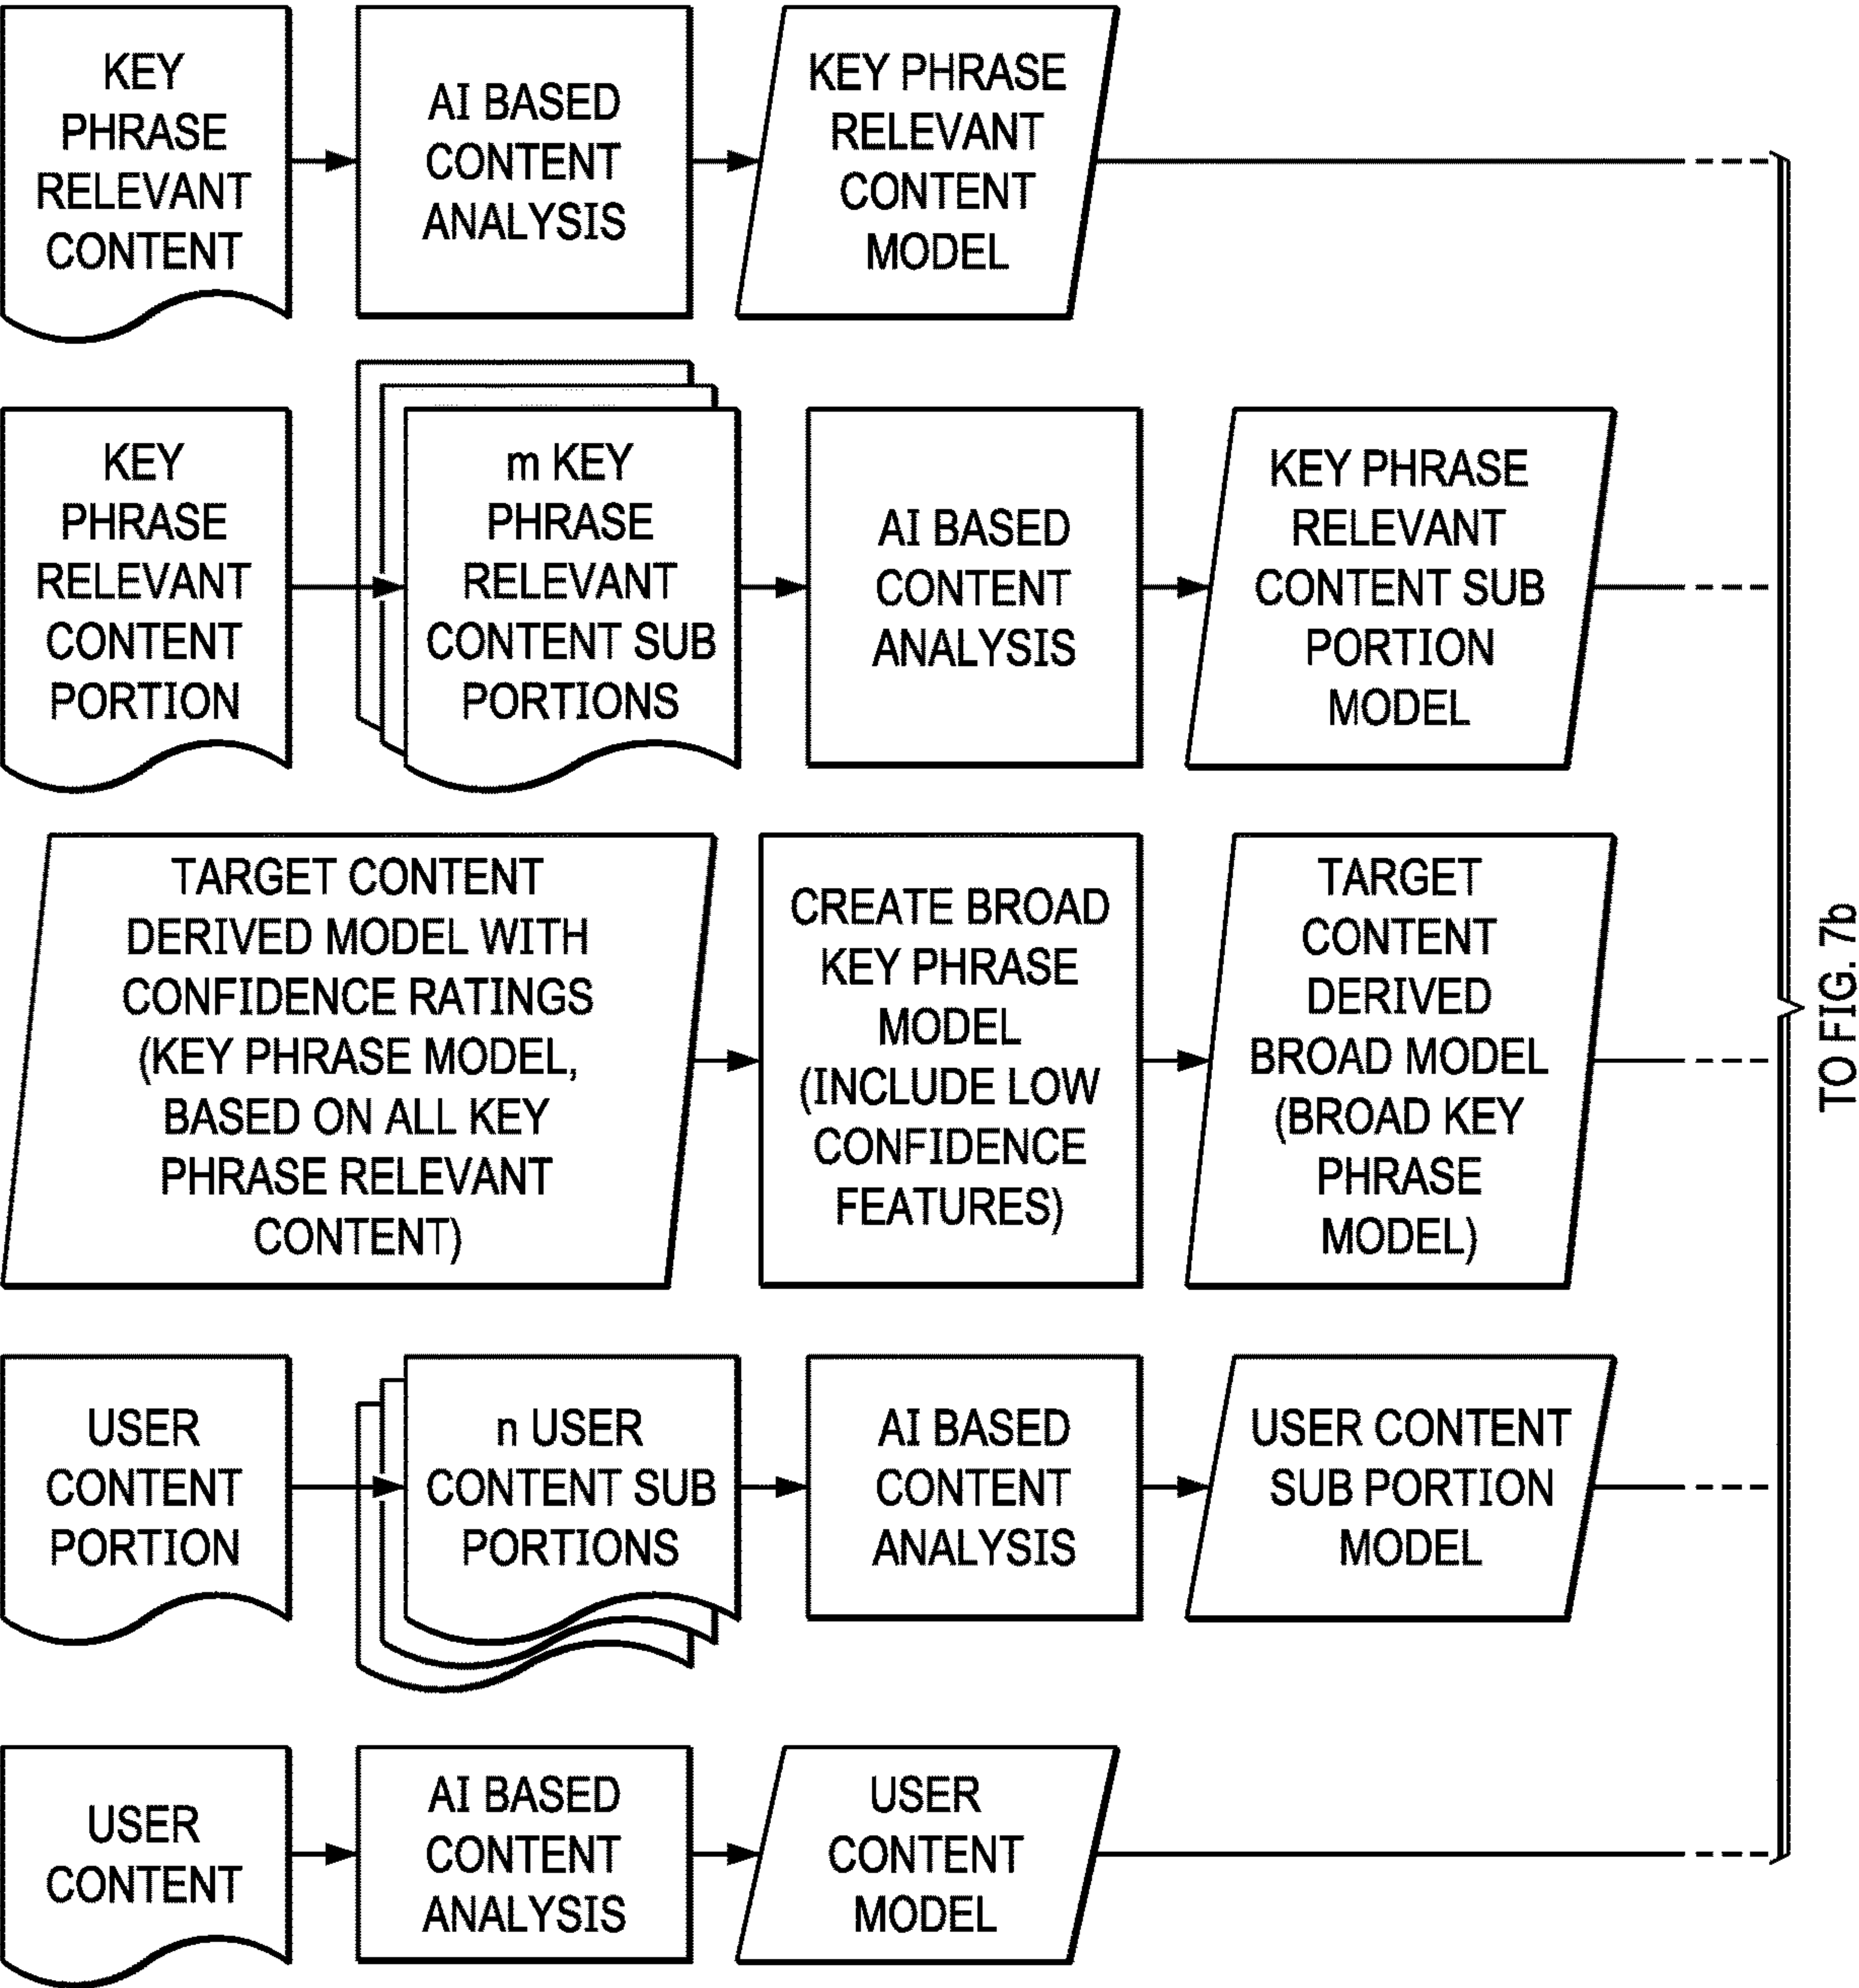 KEY
PHRASE
RELEVANT
CONTENT
AI BASED
CONTENT
ANALYSIS
KEY PHRASE
RELEVANT
CONTENT
MODEL
KEY
PHRASE
RELEVANT
CONTENT
PORTION
m KEY
PHRASE
RELEVANT
CONTENT SUB
PORTIONS
AI BASED
CONTENT
ANALYSIS
KEY PHRASE
RELEVANT
CONTENT SUB
PORTION
MODEL
TARGET CONTENT
DERIVED MODEL WITH
CONFIDENCE RATINGS
(KEY PHRASE MODEL,
BASED ON ALL KEY
PHRASE RELEVANT
CONTENT)
CREATE BROAD
KEY PHRASE
MODEL
(INCLUDE LOW
CONFIDENCE
FEATURES)
TARGET
CONTENT
DERIVED
BROAD MODEL
(BROAD KEY
PHRASE
MODEL)
USER
CONTENT
PORTION
n USER
CONTENT SUB
PORTIONS
AI BASED
CONTENT
ANALYSIS
USER CONTENT
SUB PORTION
MODEL
USER
CONTENT
AI BASED
CONTENT
ANALYSIS
USER
CONTENT
MODEL
TO FIG. 7b